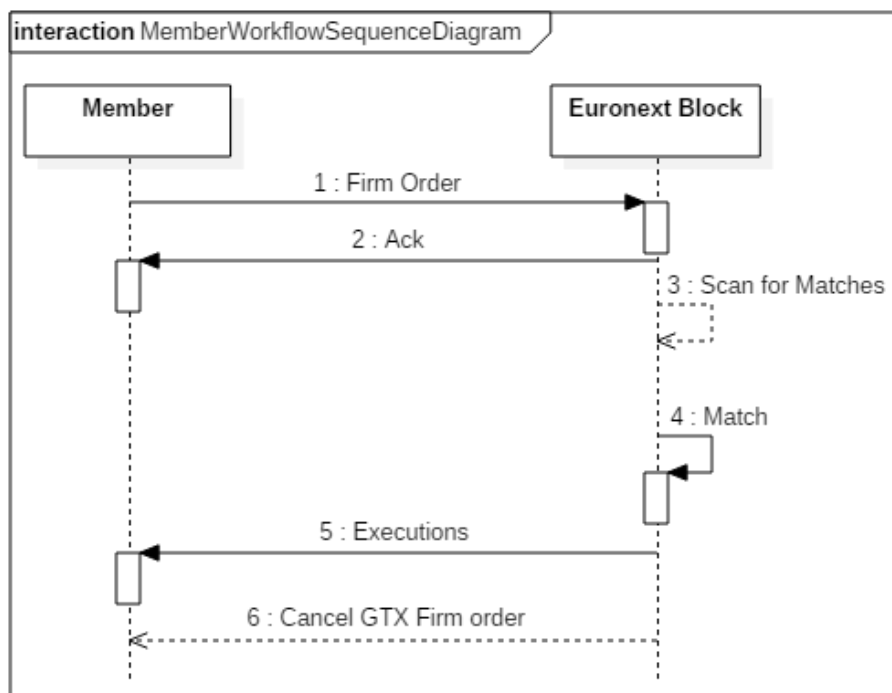 interaction MemberWorkflowSequenceDiagram
Member
Euronext Block
1 : Firm Order
2 : Ack
3 : Scan for Matches
4 : Match
5 : Executions
6 : Cancel GTX Firm order